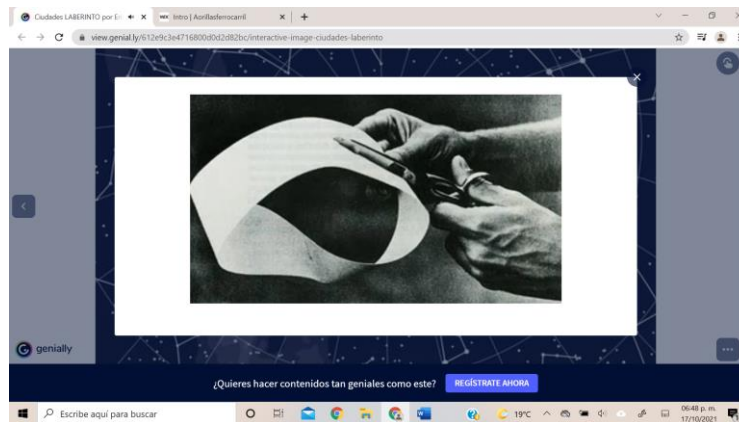 Ciudades LABERINTO por En
Intro | Aorillasferrocarril
view.genial.ly/612e9c3e4716800d0d2d82bc/interactive-image-ciudades-laberinto
genially
¿Quieres hacer contenidos tan geniales como este? REGÍSTRATE AHORA
Escribe aquí para buscar
19°C
06:48 p. m.
17/10/2021